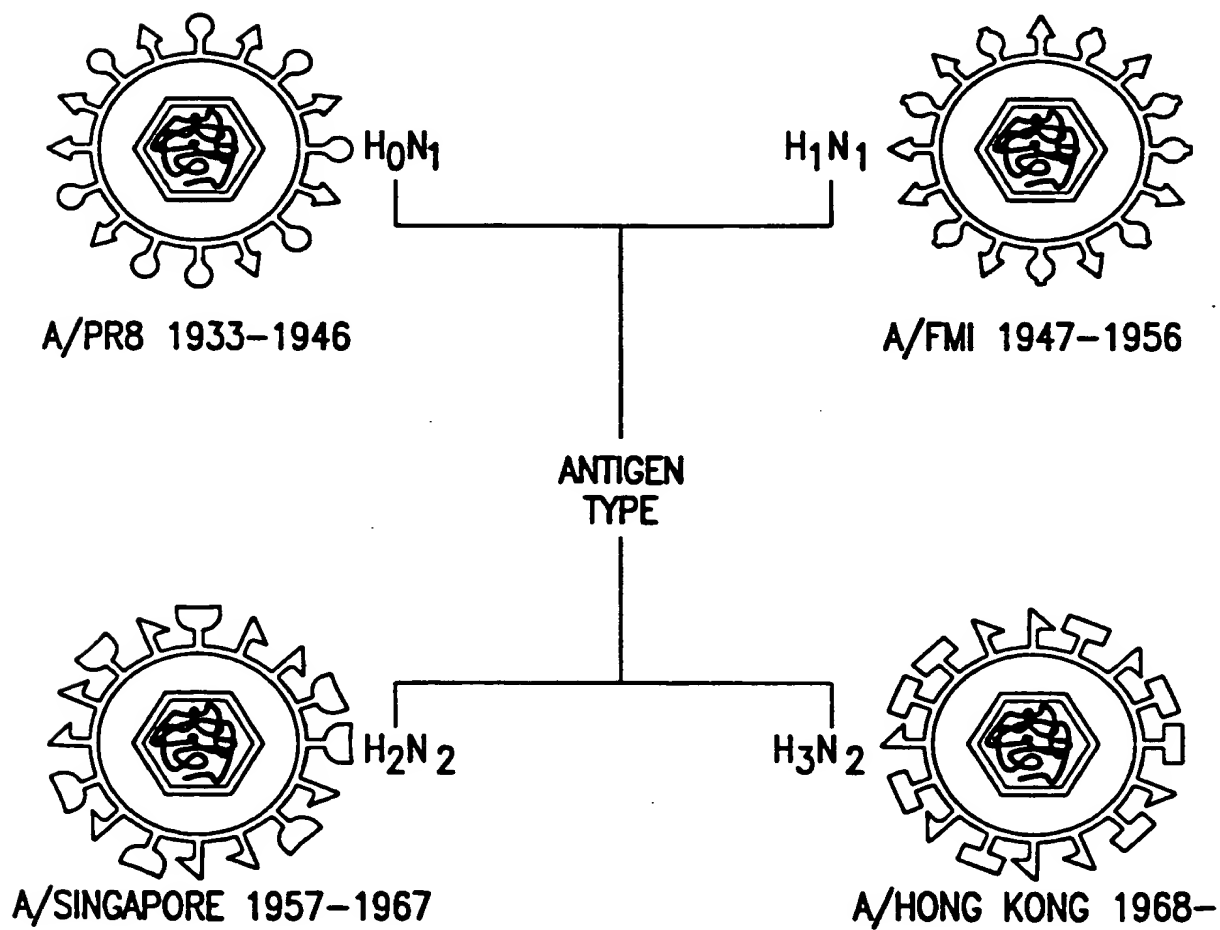 H₀N₁
H₁N₁
A/PR8 1933-1946
A/FMI 1947-1956
ANTIGEN
TYPE
H₂N₂
H₃N₂
A/SINGAPORE 1957-1967
A/HONG KONG 1968-